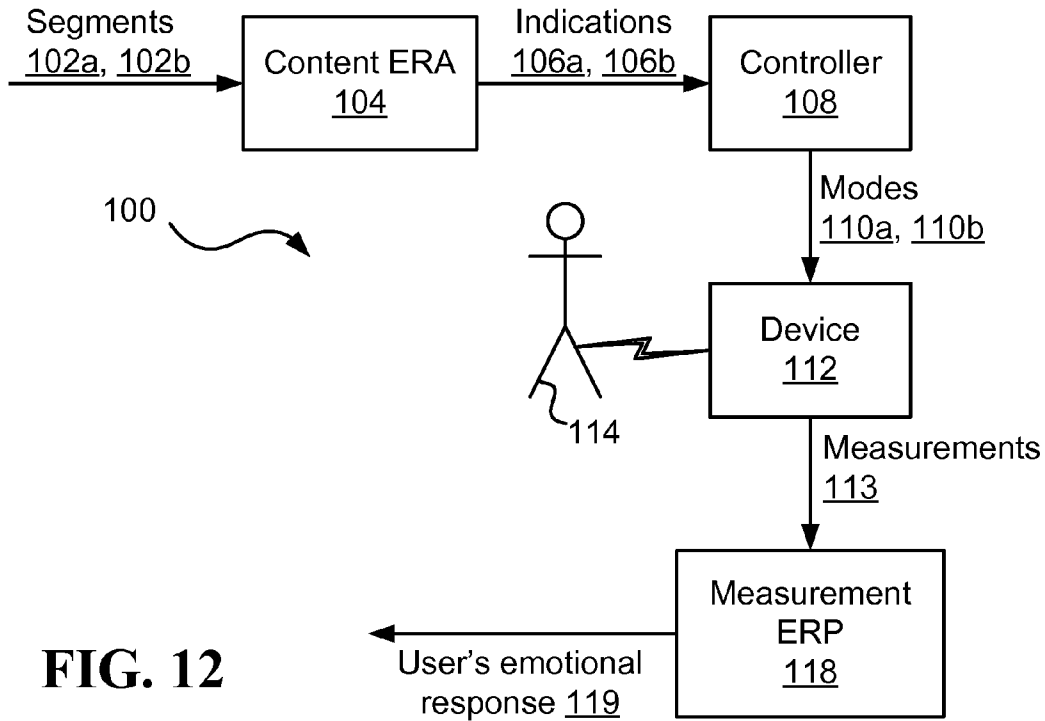 Segments
102a, 102b
Content ERA
104
Indications
106a, 106b
Controller
108
100
Modes
110a, 110b
Device
112
114
Measurements
113
Measurement
ERP
118
User's emotional
response 119
FIG. 12